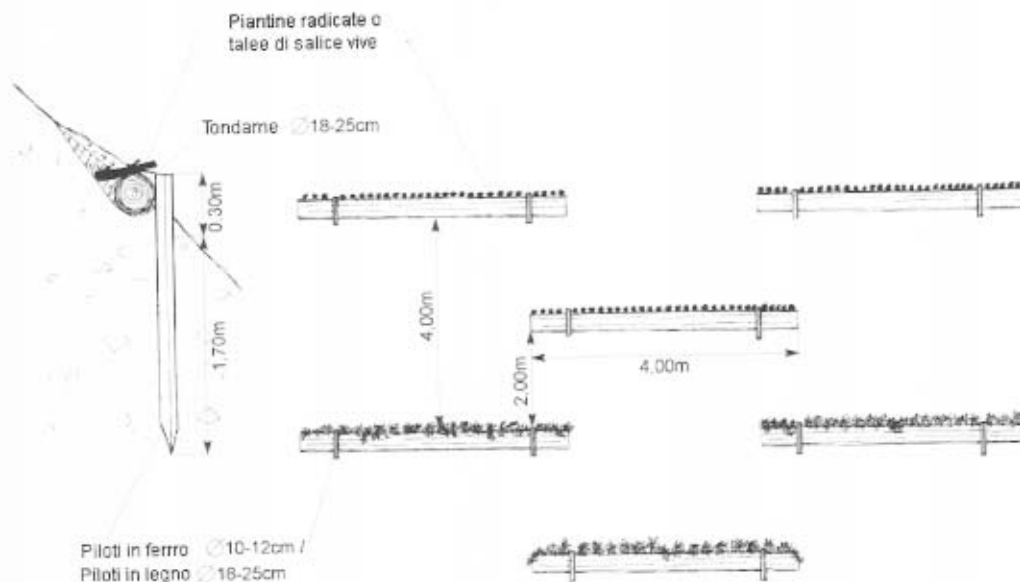 Piantine radicate o
talee di salice vive
Tondame ∅18-25cm
0.30m
1,70m
4,00m
2,00m
4,00m
Piloti in ferrro ∅10-12cm /
Piloti in legno ∅18-25cm